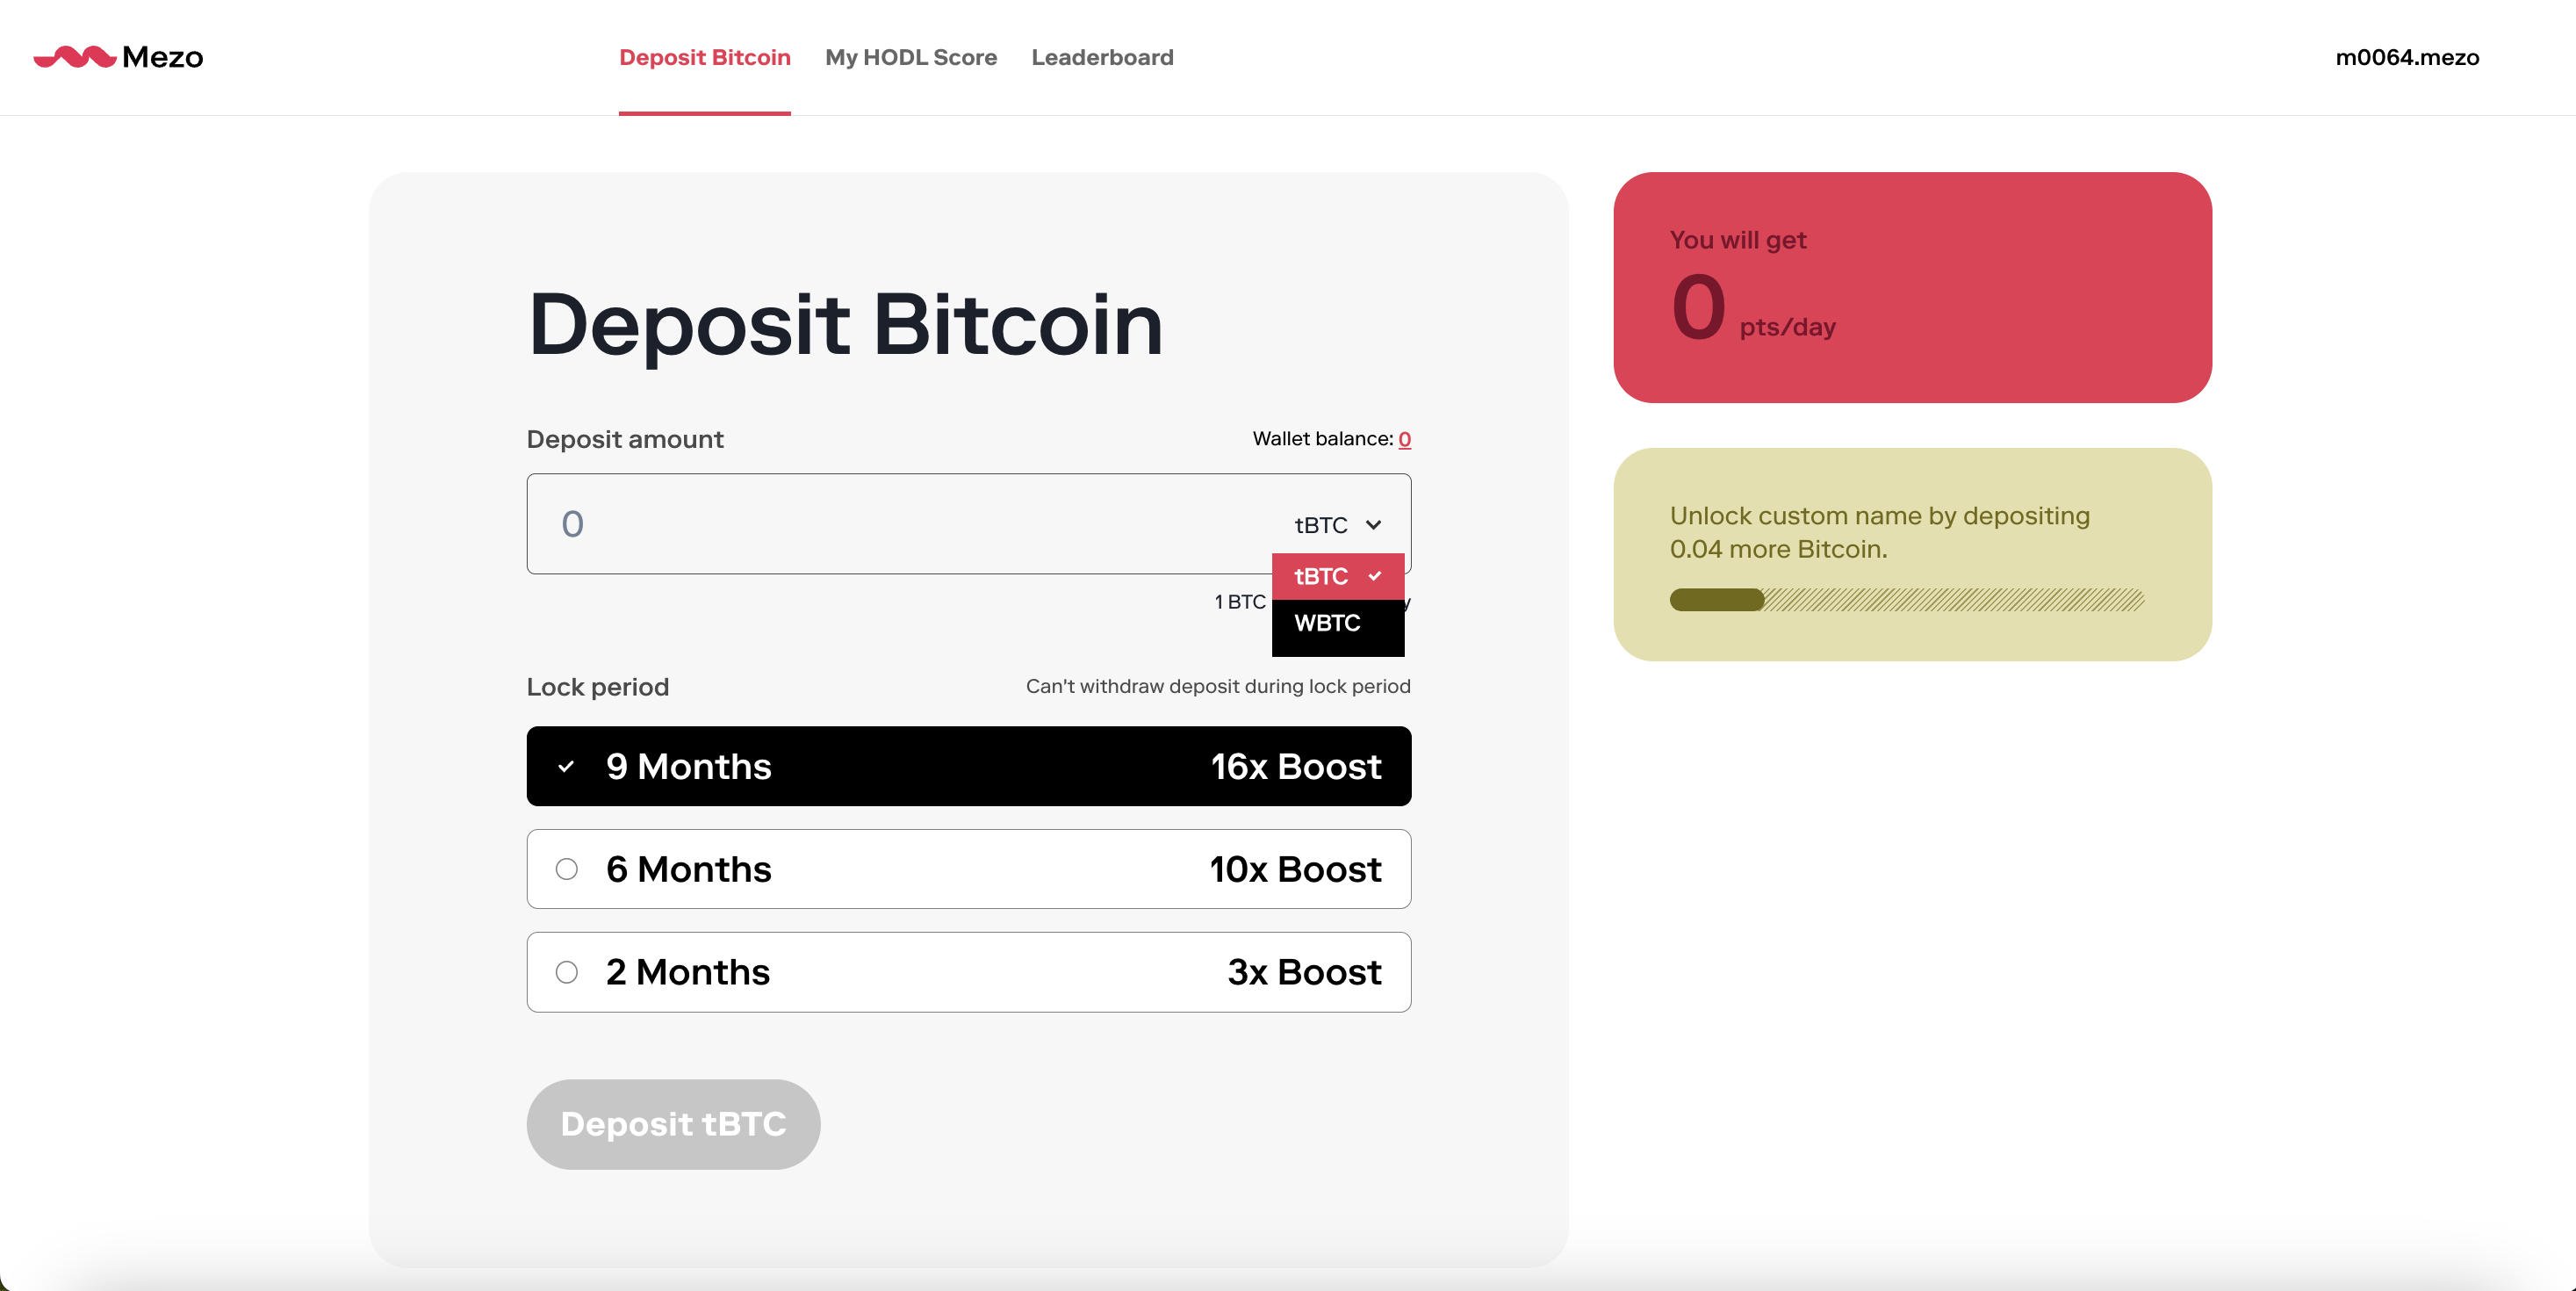 Mezo
Deposit Bitcoin
My HODL Score
Leaderboard
m0064.mezo
Deposit Bitcoin
Deposit amount
Wallet balance: 0
0
tBTC
tBTC
WBTC
1 BTC
Lock period
Can't withdraw deposit during lock period
9 Months
16x Boost
6 Months
10x Boost
2 Months
3x Boost
Deposit tBTC
You will get
0 pts/day
Unlock custom name by depositing
0.04 more Bitcoin.